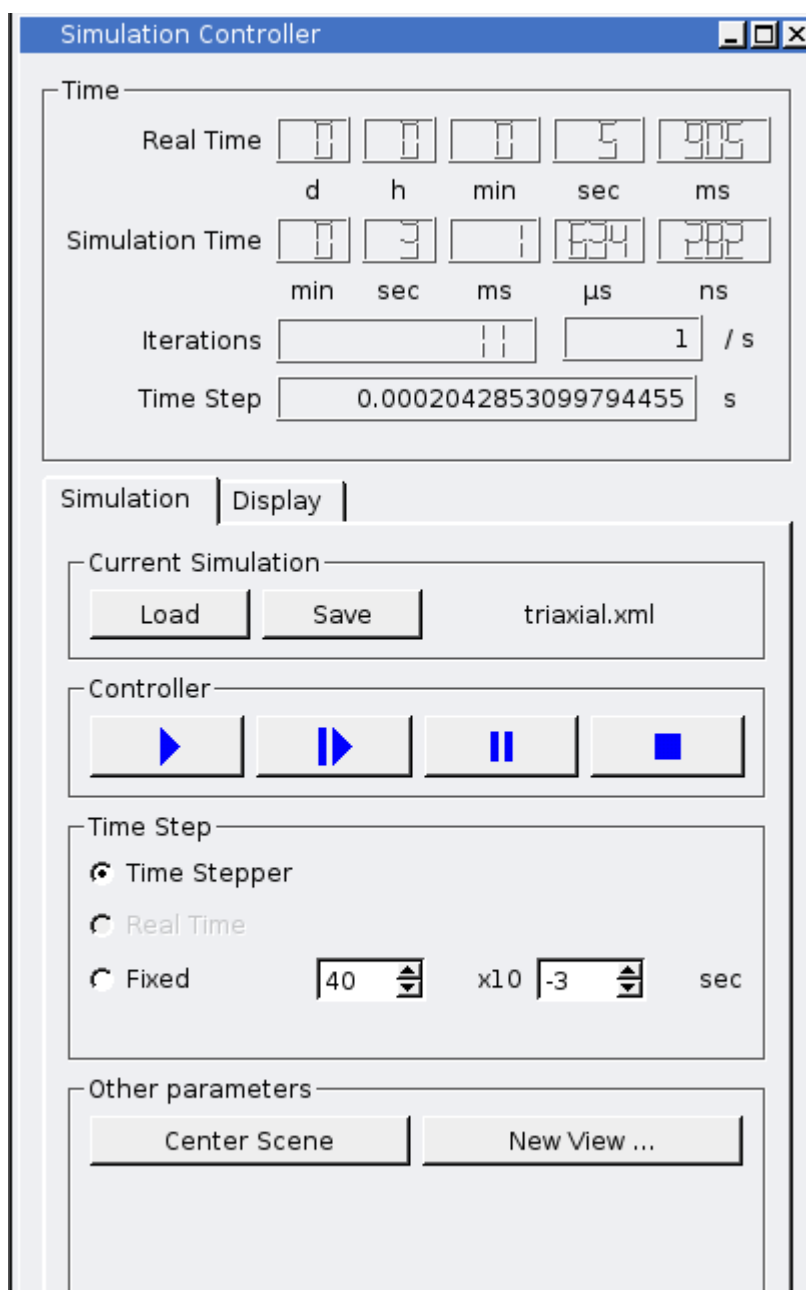 Simulation Controller
Time
Real Time 0 0 0 5 905
d h min sec ms
Simulation Time 0 3 1 634 282
min sec ms µs ns
Iterations 11 1 / s
Time Step 0.0002042853099794455 s
Simulation Display
Current Simulation
Load Save triaxial.xml
Controller
Time Step
Time Stepper
Real Time
Fixed 40 x10 -3 sec
Other parameters
Center Scene New View ...